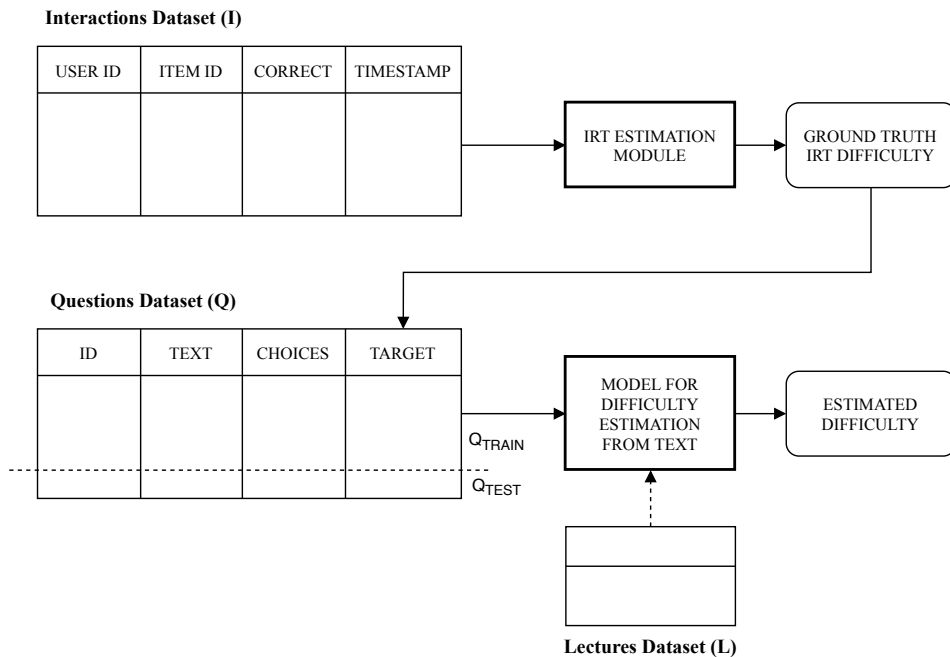 Interactions Dataset (I)
USER ID
ITEM ID
CORRECT
TIMESTAMP
IRT ESTIMATION
MODULE
GROUND TRUTH
IRT DIFFICULTY
Questions Dataset (Q)
ID
TEXT
CHOICES
TARGET
MODEL FOR
DIFFICULTY
ESTIMATION
FROM TEXT
ESTIMATED
DIFFICULTY
QTRAIN
QTEST
Lectures Dataset (L)